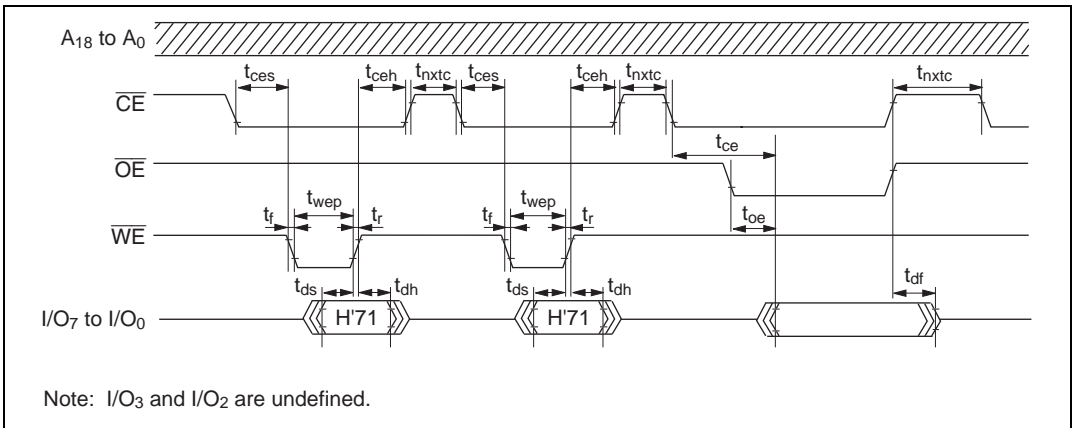 A18 to A0
tces tceh tnxtc tces tceh tnxtc tnxtc
CE
tce
OE
twep twep
tf tr tf tr toe
WE
tds tdh tds tdh tdf
I/O7 to I/O0 H'71 H'71
Note: I/O3 and I/O2 are undefined.